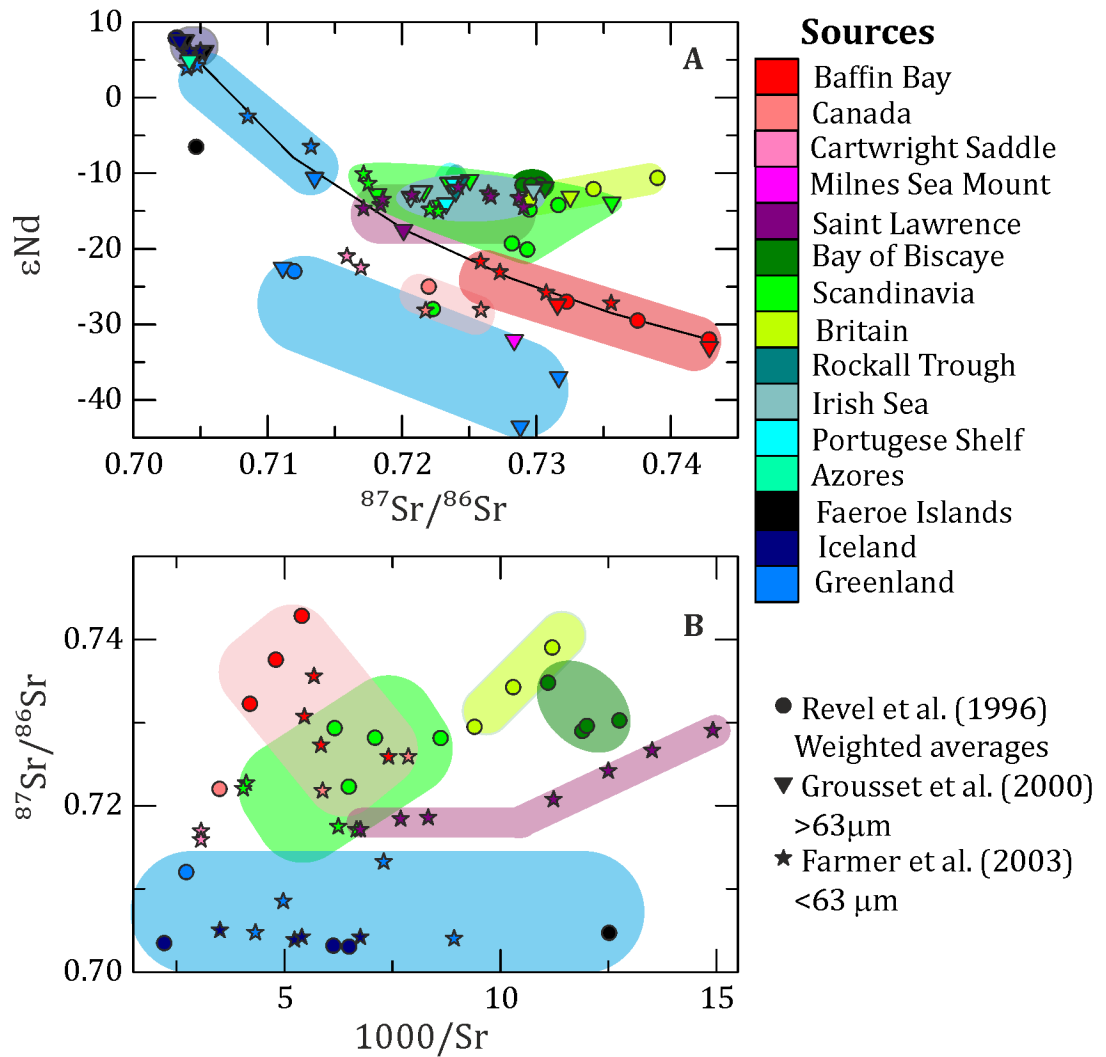 A
10
0
-10
-20
-30
-40
εNd
0.70
0.71
0.72
0.73
0.74
⁸⁷Sr/⁸⁶Sr
B
0.74
0.72
0.70
⁸⁷Sr/⁸⁶Sr
5
10
15
1000/Sr
Sources
Baffin Bay
Canada
Cartwright Saddle
Milnes Sea Mount
Saint Lawrence
Bay of Biscaye
Scandinavia
Britain
Rockall Trough
Irish Sea
Portugese Shelf
Azores
Faeroe Islands
Iceland
Greenland
Revel et al. (1996)
Weighted averages
Grousset et al. (2000)
>63μm
Farmer et al. (2003)
<63 μm